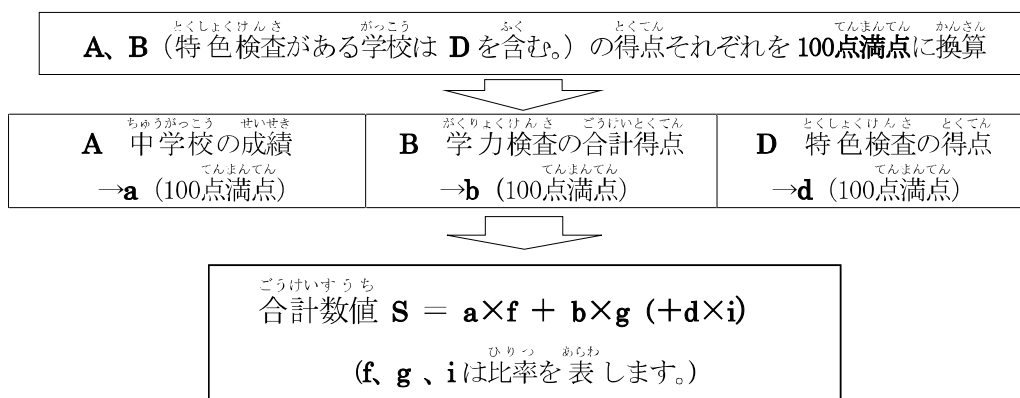 とくしょくけんさ がっこう ふく とくてん てんまんてん かんさん
A、B（特色検査がある学校は D を含む。）の得点それぞれを 100点満点に換算
ちゅうがっこう せいせき
A 中学校の成績
てんまんてん
→a（100点満点）
がくりょくけんさ ごうけいとくてん
B 学力検査の合計得点
てんまんてん
→b（100点満点）
とくしょくけんさ とくてん
D 特色検査の得点
てんまんてん
→d（100点満点）
ごうけいすうち
合計数値 S = a×f + b×g (+d×i)
ひりつ あらわ
(f、g 、i は比率を表します。)